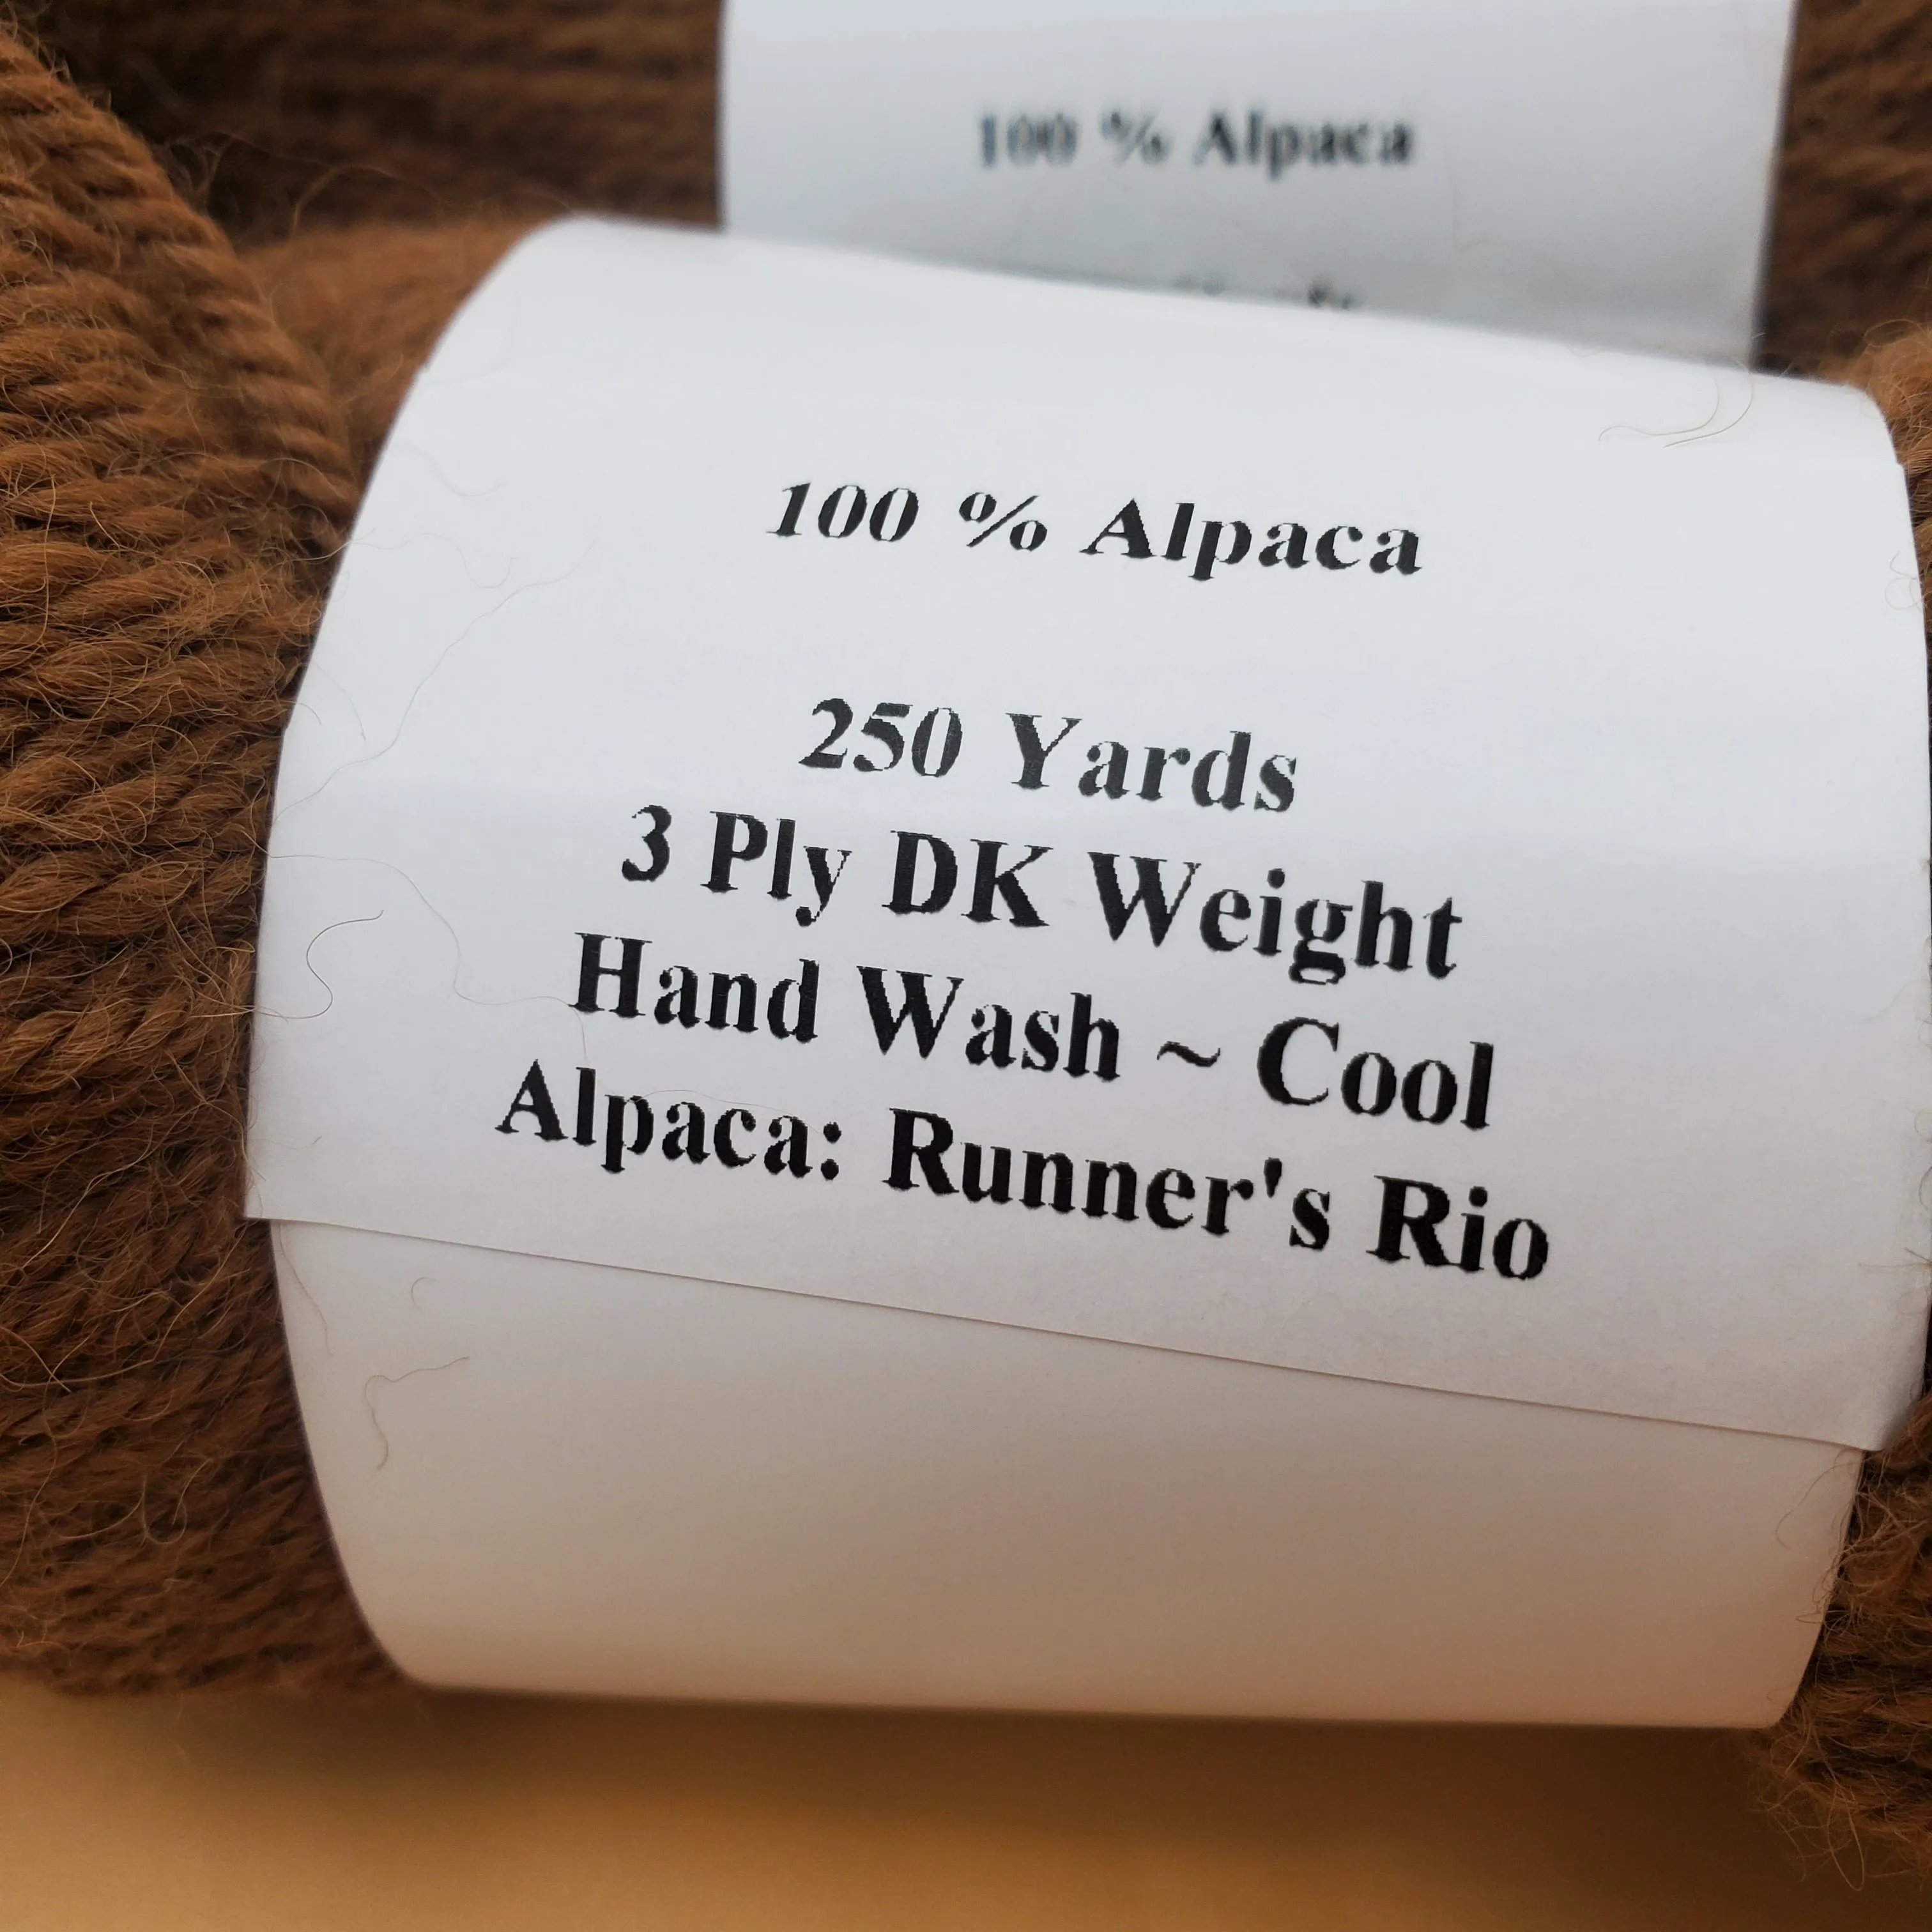 100 % Alpaca
100 % Alpaca
250 Yards
3 Ply DK Weight
Hand Wash ~ Cool
Alpaca: Runner's Rio